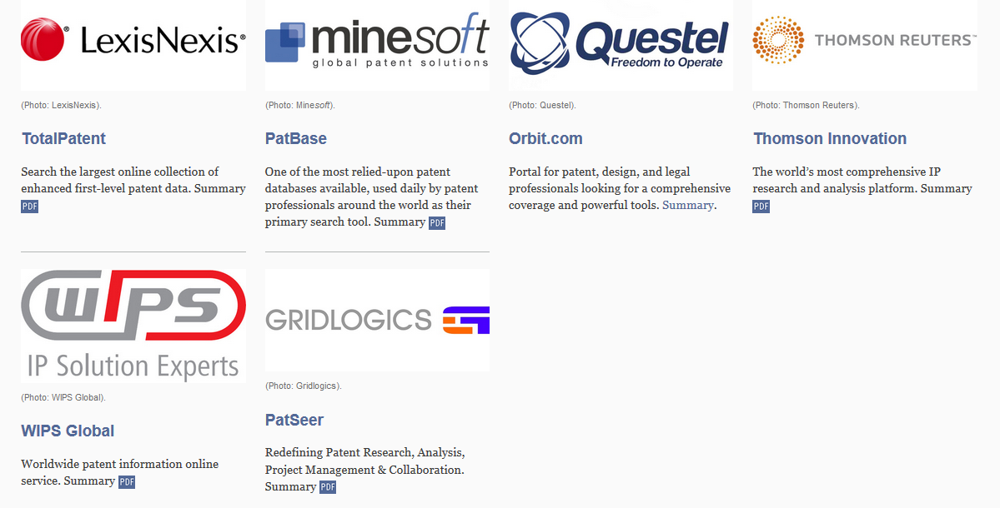 LexisNexis®
(Photo: LexisNexis).
TotalPatent
Search the largest online collection of
enhanced first-level patent data. Summary
PDF
minesoft
global patent solutions
(Photo: Minesoft).
PatBase
One of the most relied-upon patent
databases available, used daily by patent
professionals around the world as their
primary search tool. Summary PDF
Questel
Freedom to Operate
(Photo: Questel).
Orbit.com
Portal for patent, design, and legal
professionals looking for a comprehensive
coverage and powerful tools. Summary.
THOMSON REUTERS™
(Photo: Thomson Reuters).
Thomson Innovation
The world’s most comprehensive IP
research and analysis platform. Summary
PDF
WIPS
IP Solution Experts
(Photo: WIPS Global).
WIPS Global
Worldwide patent information online
service. Summary PDF
GRIDLOGICS
(Photo: Gridlogics).
PatSeer
Redefining Patent Research, Analysis,
Project Management & Collaboration.
Summary PDF